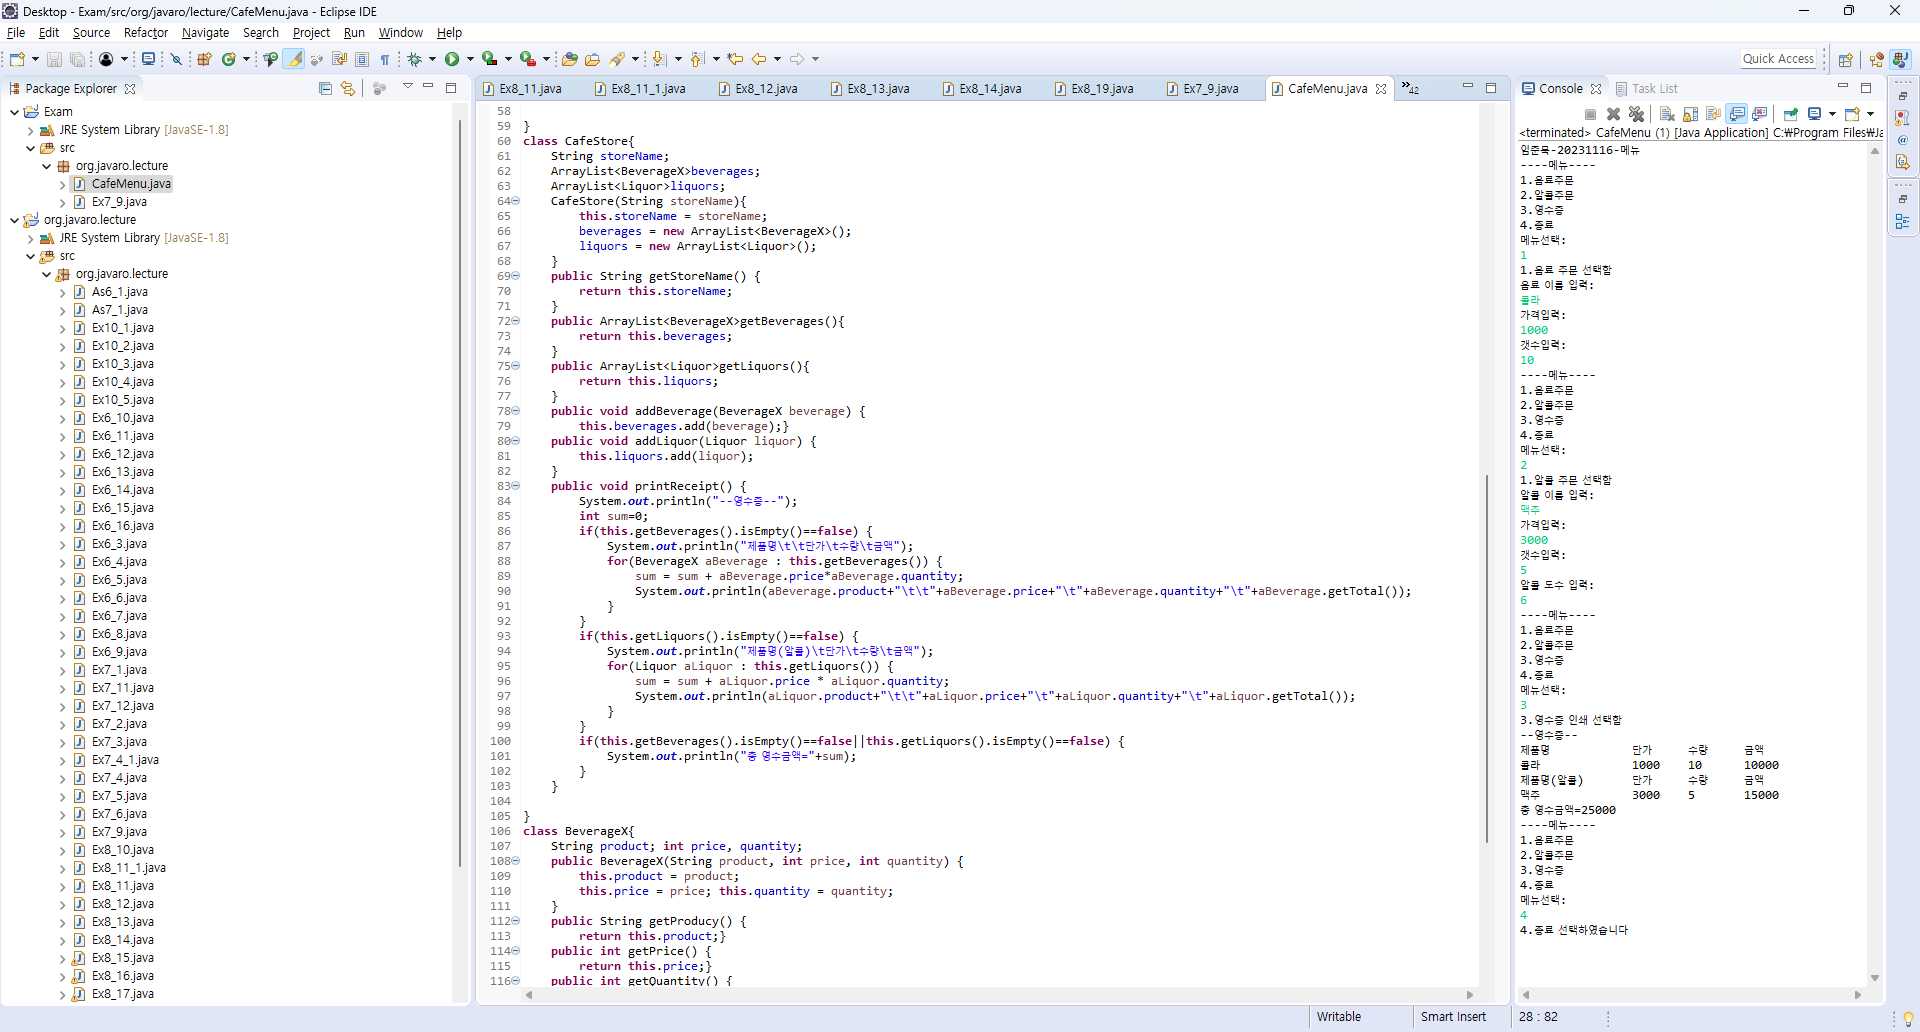 Desktop - Exam/src/org/javaro/lecture/CafeMenu.java - Eclipse IDE
File Edit Source Refactor Navigate Search Project Run Window Help
Quick Access
Package Explorer
Exam
JRE System Library [JavaSE-1.8]
src
org.javaro.lecture
CafeMenu.java
Ex7_9.java
org.javaro.lecture
JRE System Library [JavaSE-1.8]
src
org.javaro.lecture
As6_1.java
As7_1.java
Ex10_1.java
Ex10_2.java
Ex10_3.java
Ex10_4.java
Ex10_5.java
Ex6_10.java
Ex6_11.java
Ex6_12.java
Ex6_13.java
Ex6_14.java
Ex6_15.java
Ex6_16.java
Ex6_3.java
Ex6_4.java
Ex6_5.java
Ex6_6.java
Ex6_7.java
Ex6_8.java
Ex6_9.java
Ex7_1.java
Ex7_11.java
Ex7_12.java
Ex7_2.java
Ex7_3.java
Ex7_4_1.java
Ex7_4.java
Ex7_5.java
Ex7_6.java
Ex7_9.java
Ex8_10.java
Ex8_11_1.java
Ex8_11.java
Ex8_12.java
Ex8_13.java
Ex8_14.java
Ex8_15.java
Ex8_16.java
Ex8_17.java
Ex8_11.java Ex8_11_1.java Ex8_12.java Ex8_13.java Ex8_14.java Ex8_19.java Ex7_9.java CafeMenu.java »42
58
59 }
60 class CafeStore{
61 String storeName;
62 ArrayList<BeverageX>beverages;
63 ArrayList<Liquor>liquors;
64 CafeStore(String storeName){
65 this.storeName = storeName;
66 beverages = new ArrayList<BeverageX>();
67 liquors = new ArrayList<Liquor>();
68 }
69 public String getStoreName() {
70 return this.storeName;
71 }
72 public ArrayList<BeverageX>getBeverages(){
73 return this.beverages;
74 }
75 public ArrayList<Liquor>getLiquors(){
76 return this.liquors;
77 }
78 public void addBeverage(BeverageX beverage) {
79 this.beverages.add(beverage);}
80 public void addLiquor(Liquor liquor) {
81 this.liquors.add(liquor);
82 }
83 public void printReceipt() {
84 System.out.println("--영수증--");
85 int sum=0;
86 if(this.getBeverages().isEmpty()==false) {
87 System.out.println("제품명\t\t단가\t수량\t금액");
88 for(BeverageX aBeverage : this.getBeverages()) {
89 sum = sum + aBeverage.price*aBeverage.quantity;
90 System.out.println(aBeverage.product+"\t\t"+aBeverage.price+"\t"+aBeverage.quantity+"\t"+aBeverage.getTotal());
91 }
92 }
93 if(this.getLiquors().isEmpty()==false) {
94 System.out.println("제품명(알콜)\t단가\t수량\t금액");
95 for(Liquor aLiquor : this.getLiquors()) {
96 sum = sum + aLiquor.price * aLiquor.quantity;
97 System.out.println(aLiquor.product+"\t\t"+aLiquor.price+"\t"+aLiquor.quantity+"\t"+aLiquor.getTotal());
98 }
99 }
100 if(this.getBeverages().isEmpty()==false||this.getLiquors().isEmpty()==false) {
101 System.out.println("총 영수금액="+sum);
102 }
103 }
104
105 }
106 class BeverageX{
107 String product; int price, quantity;
108 public BeverageX(String product, int price, int quantity) {
109 this.product = product;
110 this.price = price; this.quantity = quantity;
111 }
112 public String getProducy() {
113 return this.product;}
114 public int getPrice() {
115 return this.price;}
116 public int getQuantity() {
Console Task List
<terminated> CafeMenu (1) [Java Application] C:₩Program Files₩Ja
임준목-20231116-메뉴
----메뉴----
1.음료주문
2.알콜주문
3.영수증
4.종료
메뉴선택:
1
1.음료 주문 선택함
음료 이름 입력:
콜라
가격입력:
1000
갯수입력:
10
----메뉴----
1.음료주문
2.알콜주문
3.영수증
4.종료
메뉴선택:
2
1.알콜 주문 선택함
알콜 이름 입력:
맥주
가격입력:
3000
갯수입력:
5
알콜 도수 입력:
6
----메뉴----
1.음료주문
2.알콜주문
3.영수증
4.종료
메뉴선택:
3
3.영수증 인쇄 선택함
--영수증--
제품명 단가 수량 금액
콜라 1000 10 10000
제품명(알콜) 단가 수량 금액
맥주 3000 5 15000
총 영수금액=25000
----메뉴----
1.음료주문
2.알콜주문
3.영수증
4.종료
메뉴선택:
4
4.종료 선택하였습니다
Writable Smart Insert 28 : 82